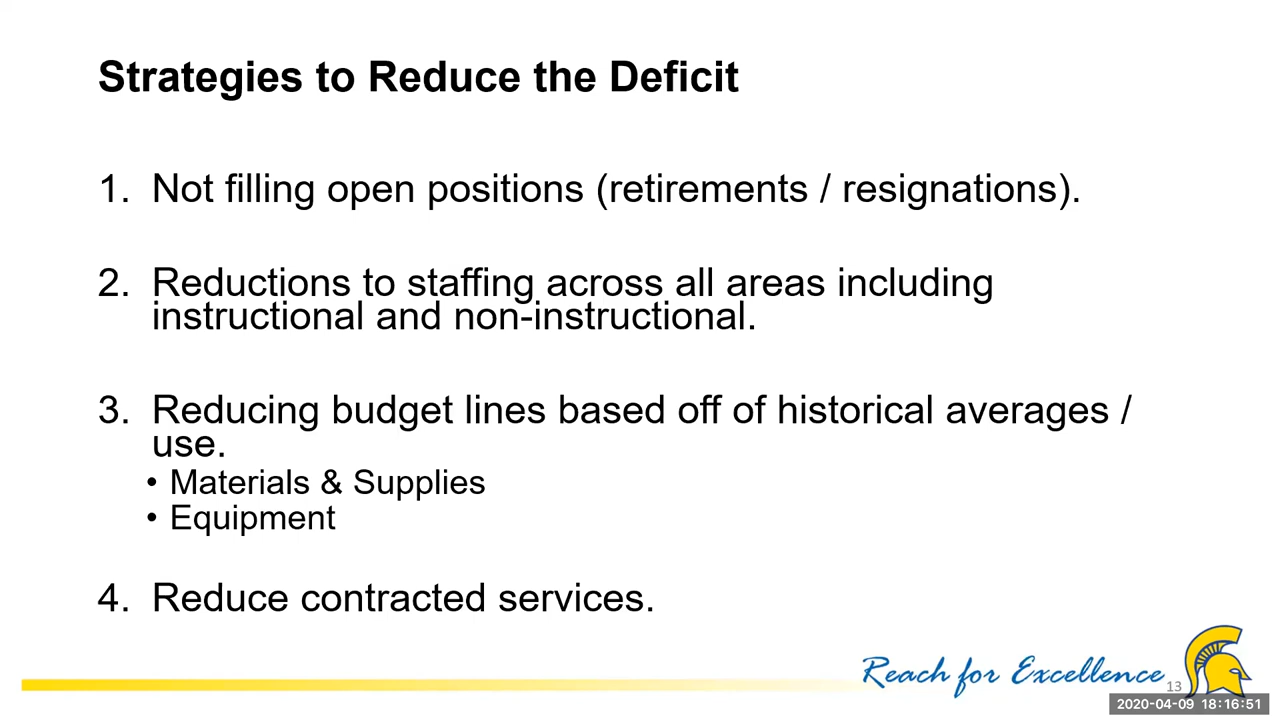 Strategies to Reduce the Deficit
1. Not filling open positions (retirements / resignations).
2. Reductions to staffing across all areas including
instructional and non-instructional.
3. Reducing budget lines based off of historical averages /
use.
• Materials & Supplies
• Equipment
4. Reduce contracted services.
Reach for Excellence
13
2020-04-09 18:16:51